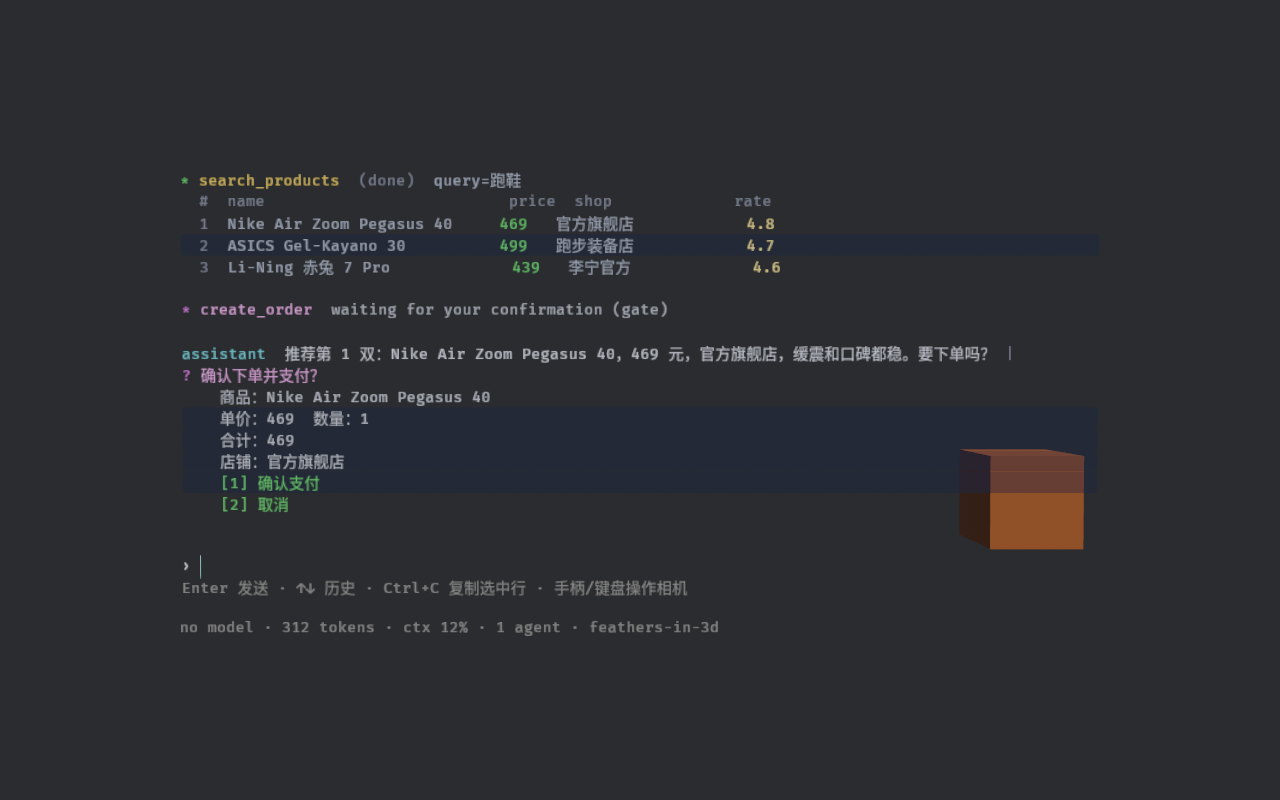 * search_products (done) query=跑鞋
# name price shop rate
1 Nike Air Zoom Pegasus 40 469 官方旗舰店 4.8
2 ASICS Gel-Kayano 30 499 跑步装备店 4.7
3 Li-Ning 赤兔 7 Pro 439 李宁官方 4.6
* create_order waiting for your confirmation (gate)
assistant 推荐第 1 双: Nike Air Zoom Pegasus 40, 469 元, 官方旗舰店, 缓震和口碑都稳。要下单吗?
? 确认下单并支付?
商品: Nike Air Zoom Pegasus 40
单价: 469 数量: 1
合计: 469
店铺: 官方旗舰店
[1] 确认支付
[2] 取消
›
Enter 发送 · ↑↓ 历史 · Ctrl+C 复制选中行 · 手柄/键盘操作相机
no model · 312 tokens · ctx 12% · 1 agent · feathers-in-3d